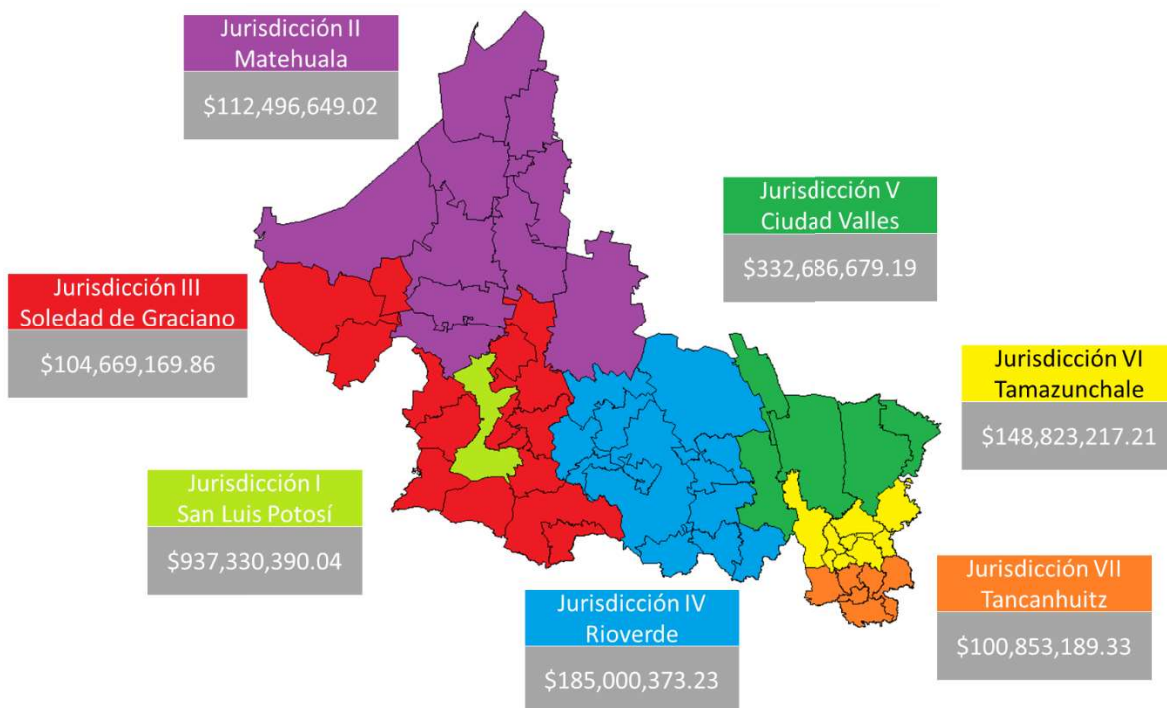 Jurisdicción II
Matehuala
$112,496,649.02
Jurisdicción V
Ciudad Valles
$332,686,679.19
Jurisdicción III
Soledad de Graciano
$104,669,169.86
Jurisdicción VI
Tamazunchale
$148,823,217.21
Jurisdicción I
San Luis Potosí
$937,330,390.04
Jurisdicción VII
Tancanhuitz
$100,853,189.33
Jurisdicción IV
Rioverde
$185,000,373.23